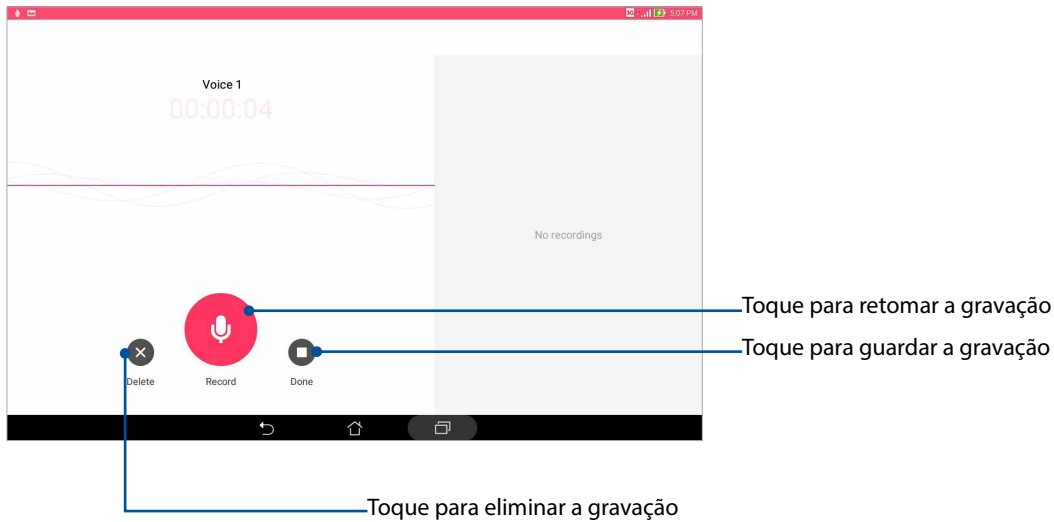 3G 5:07 PM
Voice 1
00:00:04
No recordings
Toque para retomar a gravação
Toque para guardar a gravação
Delete
Record
Done
Toque para eliminar a gravação